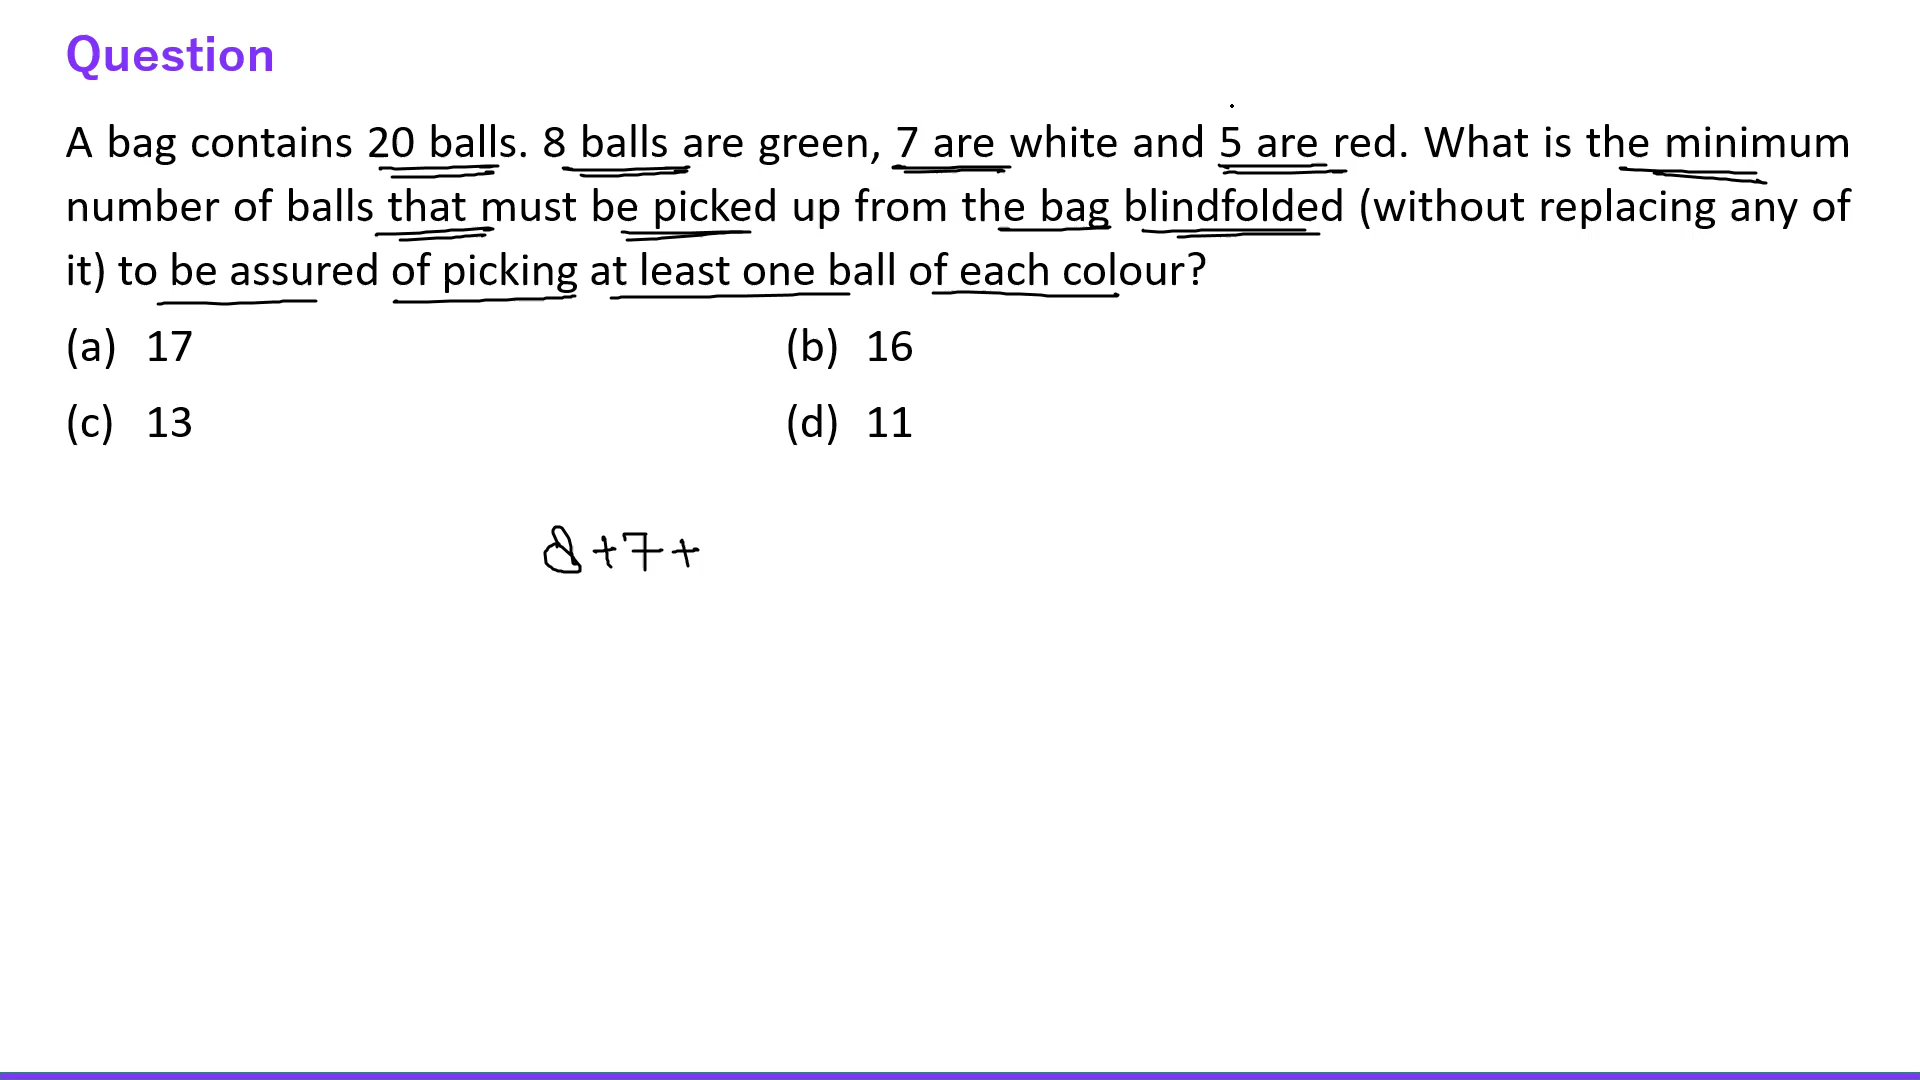 Question
A bag contains 20 balls. 8 balls are green, 7 are white and 5 are red. What is the minimum
number of balls that must be picked up from the bag blindfolded (without replacing any of
it) to be assured of picking at least one ball of each colour?
(a) 17 (b) 16
(c) 13 (d) 11
8+7+